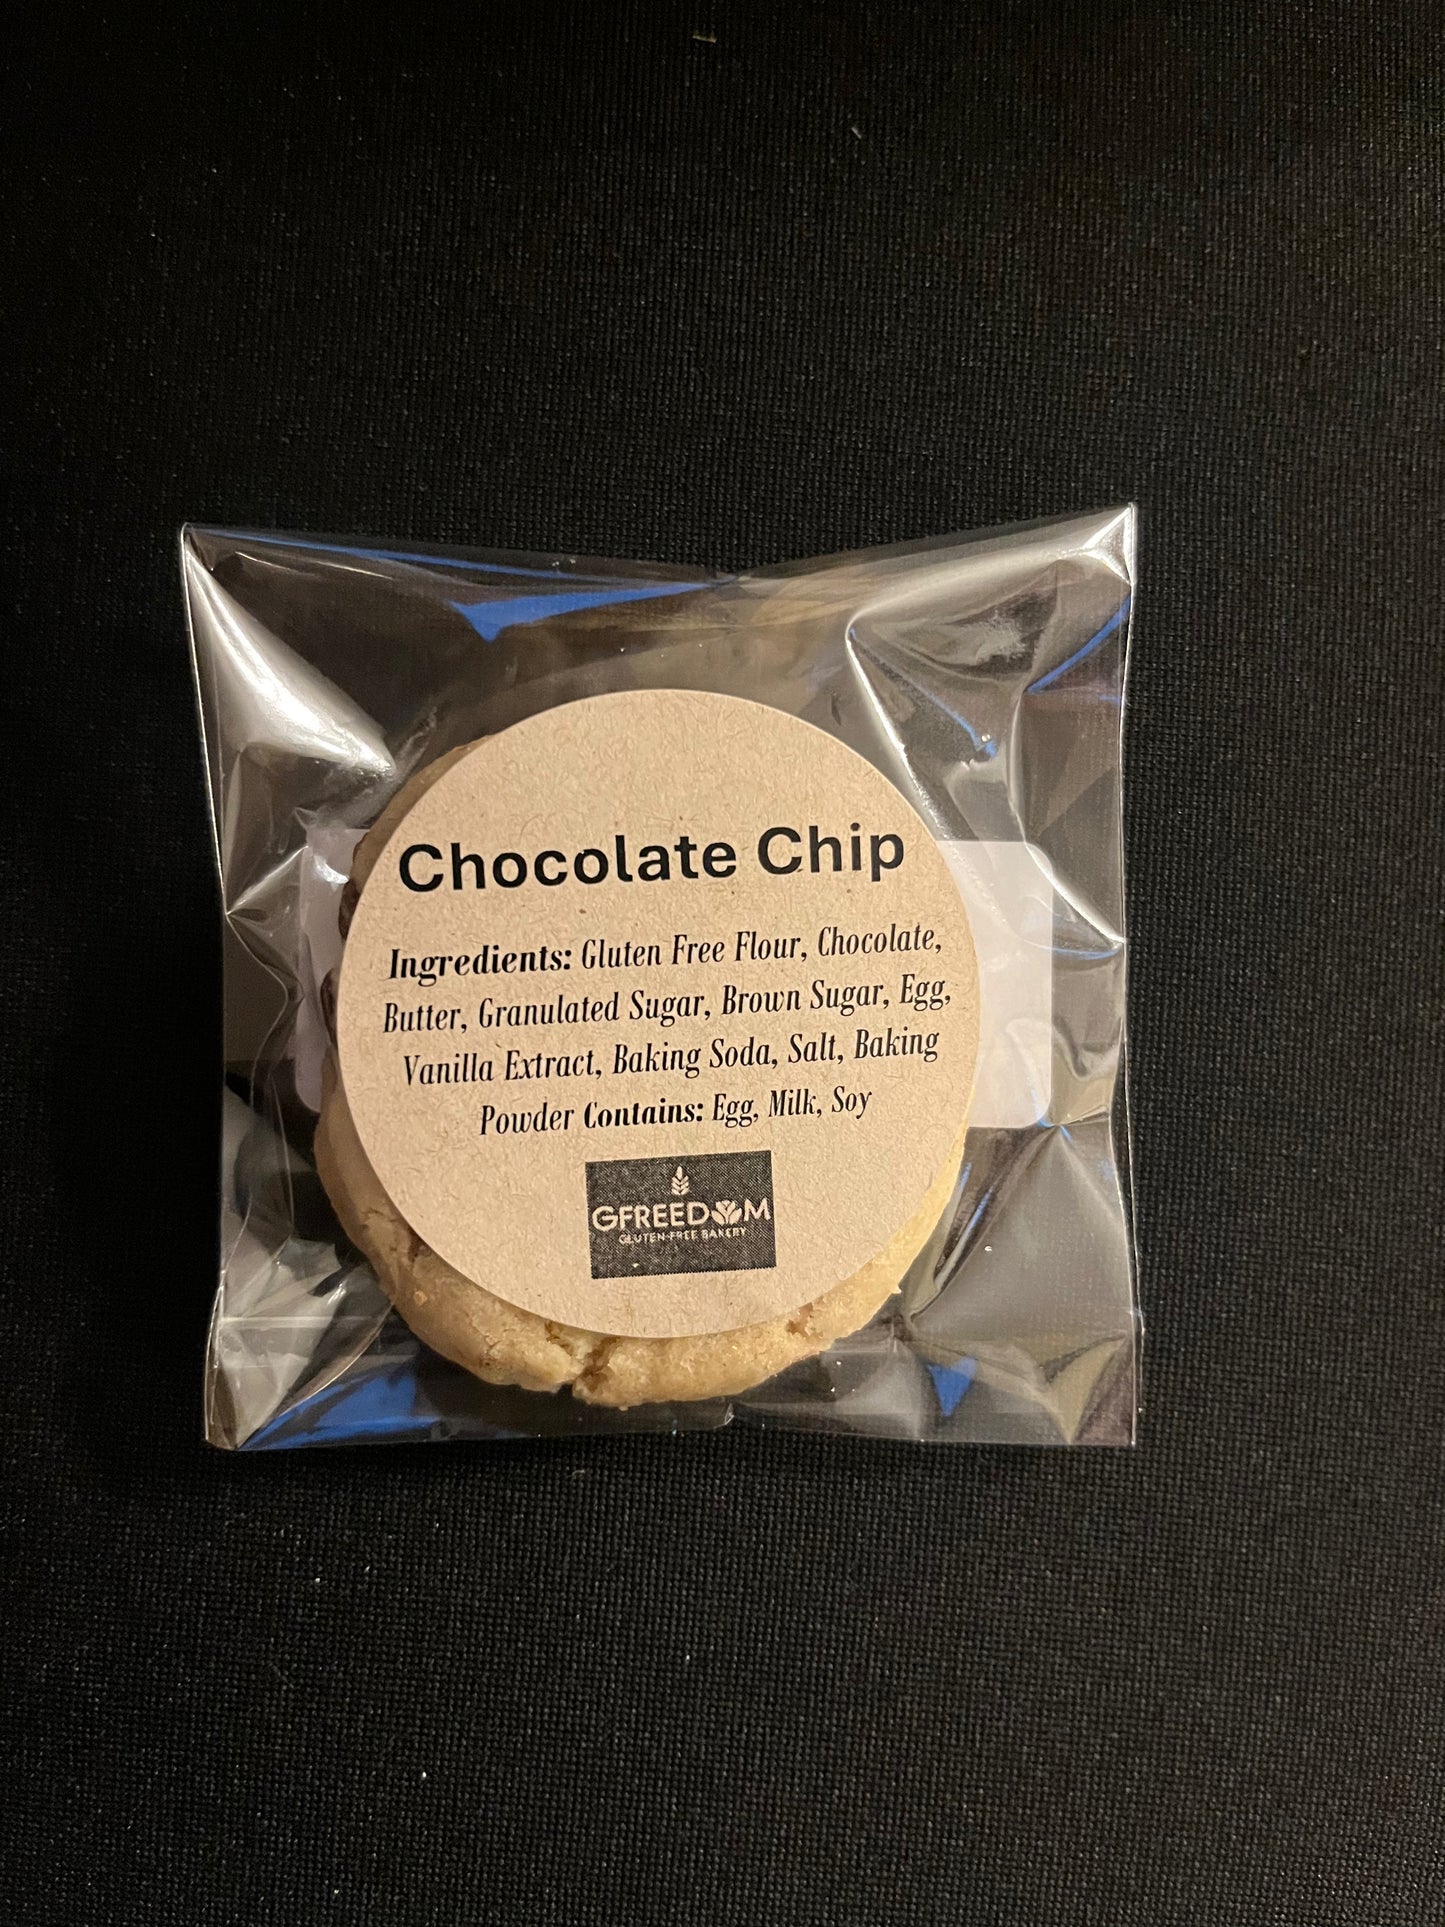 Chocolate Chip
Ingredients: Gluten Free Flour, Chocolate,
Butter, Granulated Sugar, Brown Sugar, Egg,
Vanilla Extract, Baking Soda, Salt, Baking
Powder Contains: Egg, Milk, Soy
GFREEDOM
GLUTEN-FREE BAKERY